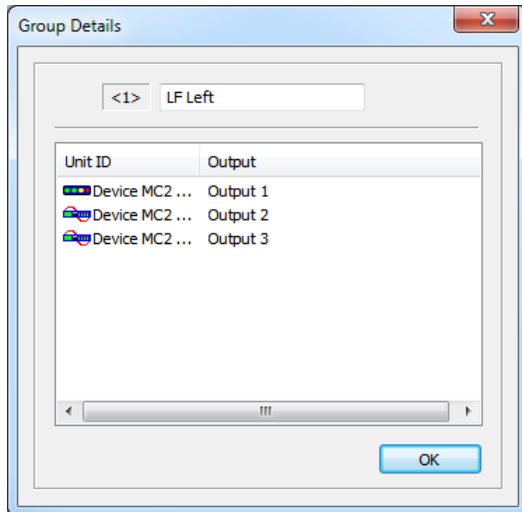 Group Details
<1> LF Left
Unit ID Output
Device MC2 ... Output 1
Device MC2 ... Output 2
Device MC2 ... Output 3
OK